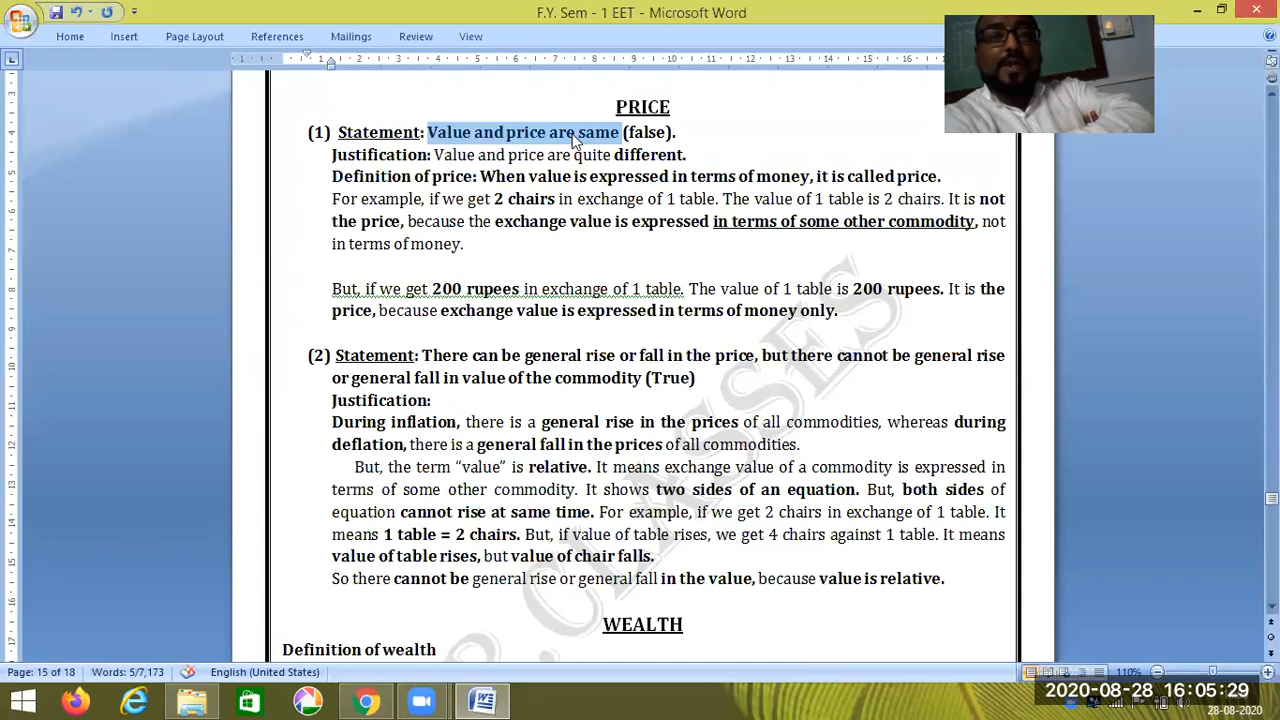 F.Y. Sem - 1 EET - Microsoft Word
Home Insert Page Layout References Mailings Review View
PRICE
(1) Statement: Value and price are same (false).
Justification: Value and price are quite different.
Definition of price: When value is expressed in terms of money, it is called price.
For example, if we get 2 chairs in exchange of 1 table. The value of 1 table is 2 chairs. It is not
the price, because the exchange value is expressed in terms of some other commodity, not
in terms of money.
But, if we get 200 rupees in exchange of 1 table. The value of 1 table is 200 rupees. It is the
price, because exchange value is expressed in terms of money only.
(2) Statement: There can be general rise or fall in the price, but there cannot be general rise
or general fall in value of the commodity (True)
Justification:
During inflation, there is a general rise in the prices of all commodities, whereas during
deflation, there is a general fall in the prices of all commodities.
But, the term “value” is relative. It means exchange value of a commodity is expressed in
terms of some other commodity. It shows two sides of an equation. But, both sides of
equation cannot rise at same time. For example, if we get 2 chairs in exchange of 1 table. It
means 1 table = 2 chairs. But, if value of table rises, we get 4 chairs against 1 table. It means
value of table rises, but value of chair falls.
So there cannot be general rise or general fall in the value, because value is relative.
WEALTH
Definition of wealth
CLASSES
Page: 15 of 18 Words: 5/7,173 English (United States) 110%
2020-08-28 16:05:29
28-08-2020